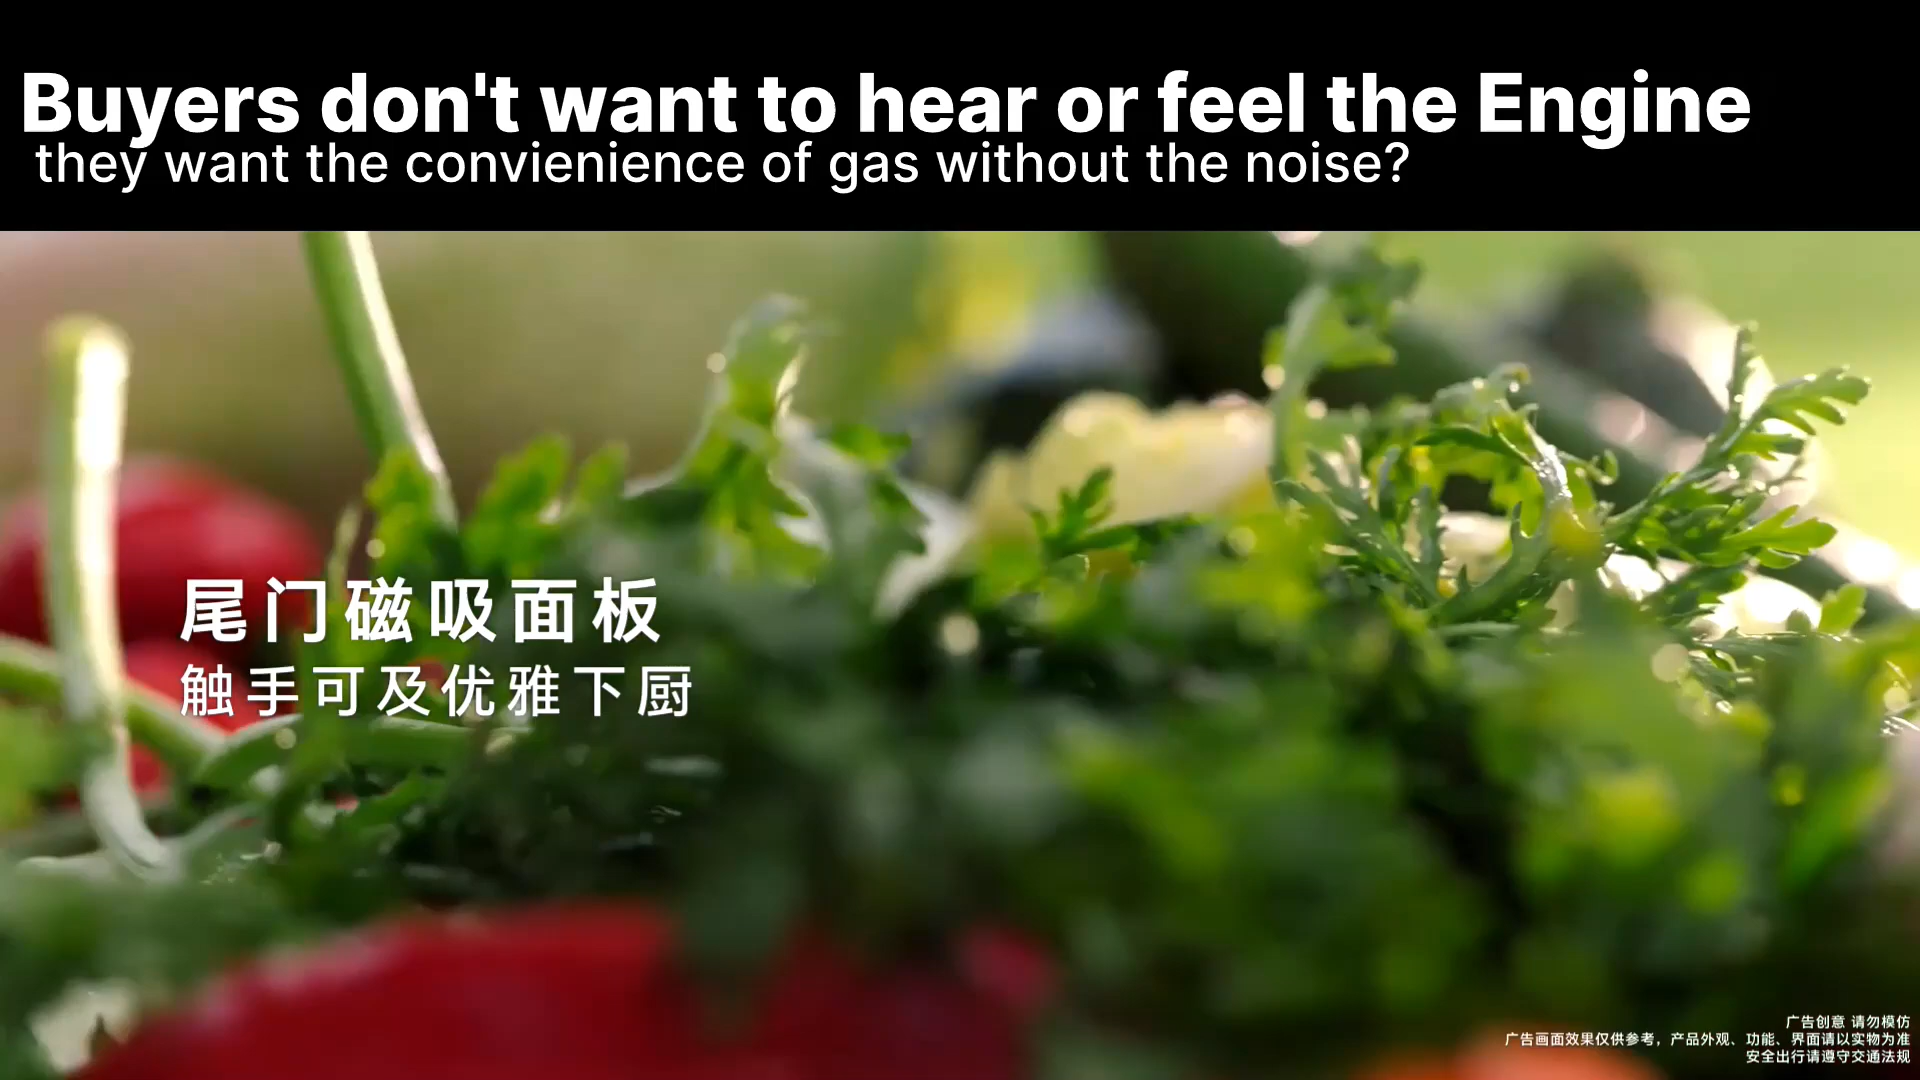 Buyers don't want to hear or feel the Engine
they want the convienience of gas without the noise?
尾门磁吸面板
触手可及优雅下厨
广告创意 请勿模仿
广告画面效果仅供参考，产品外观、功能、界面请以实物为准
安全出行请遵守交通法规